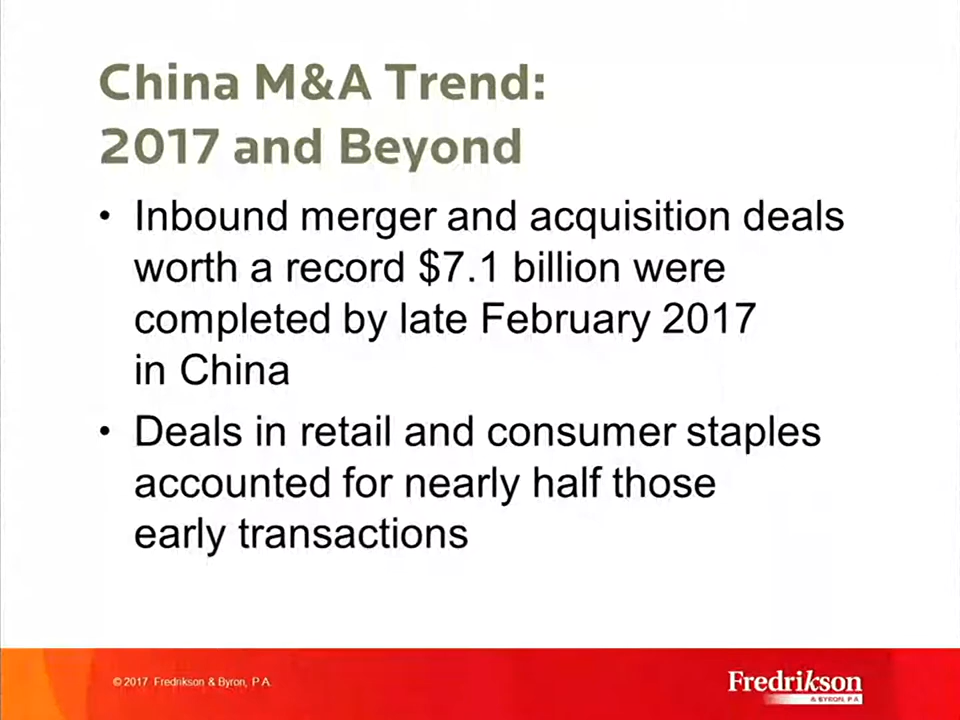 China M&A Trend:
2017 and Beyond
• Inbound merger and acquisition deals
worth a record $7.1 billion were
completed by late February 2017
in China
• Deals in retail and consumer staples
accounted for nearly half those
early transactions
© 2017 Fredrikson & Byron, P.A.
Fredrikson
& BYRON, P.A.